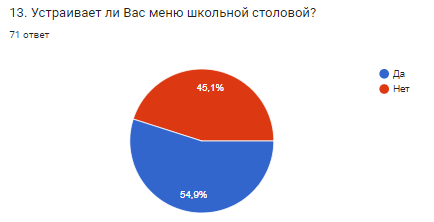 13. Устраивает ли Вас меню школьной столовой?
71 ответ
Да
Нет
45,1%
54,9%